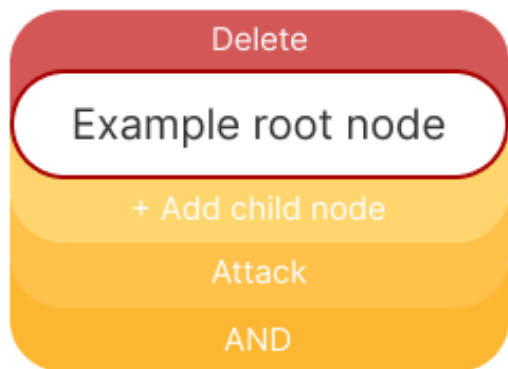 Delete
Example root node
+ Add child node
Attack
AND